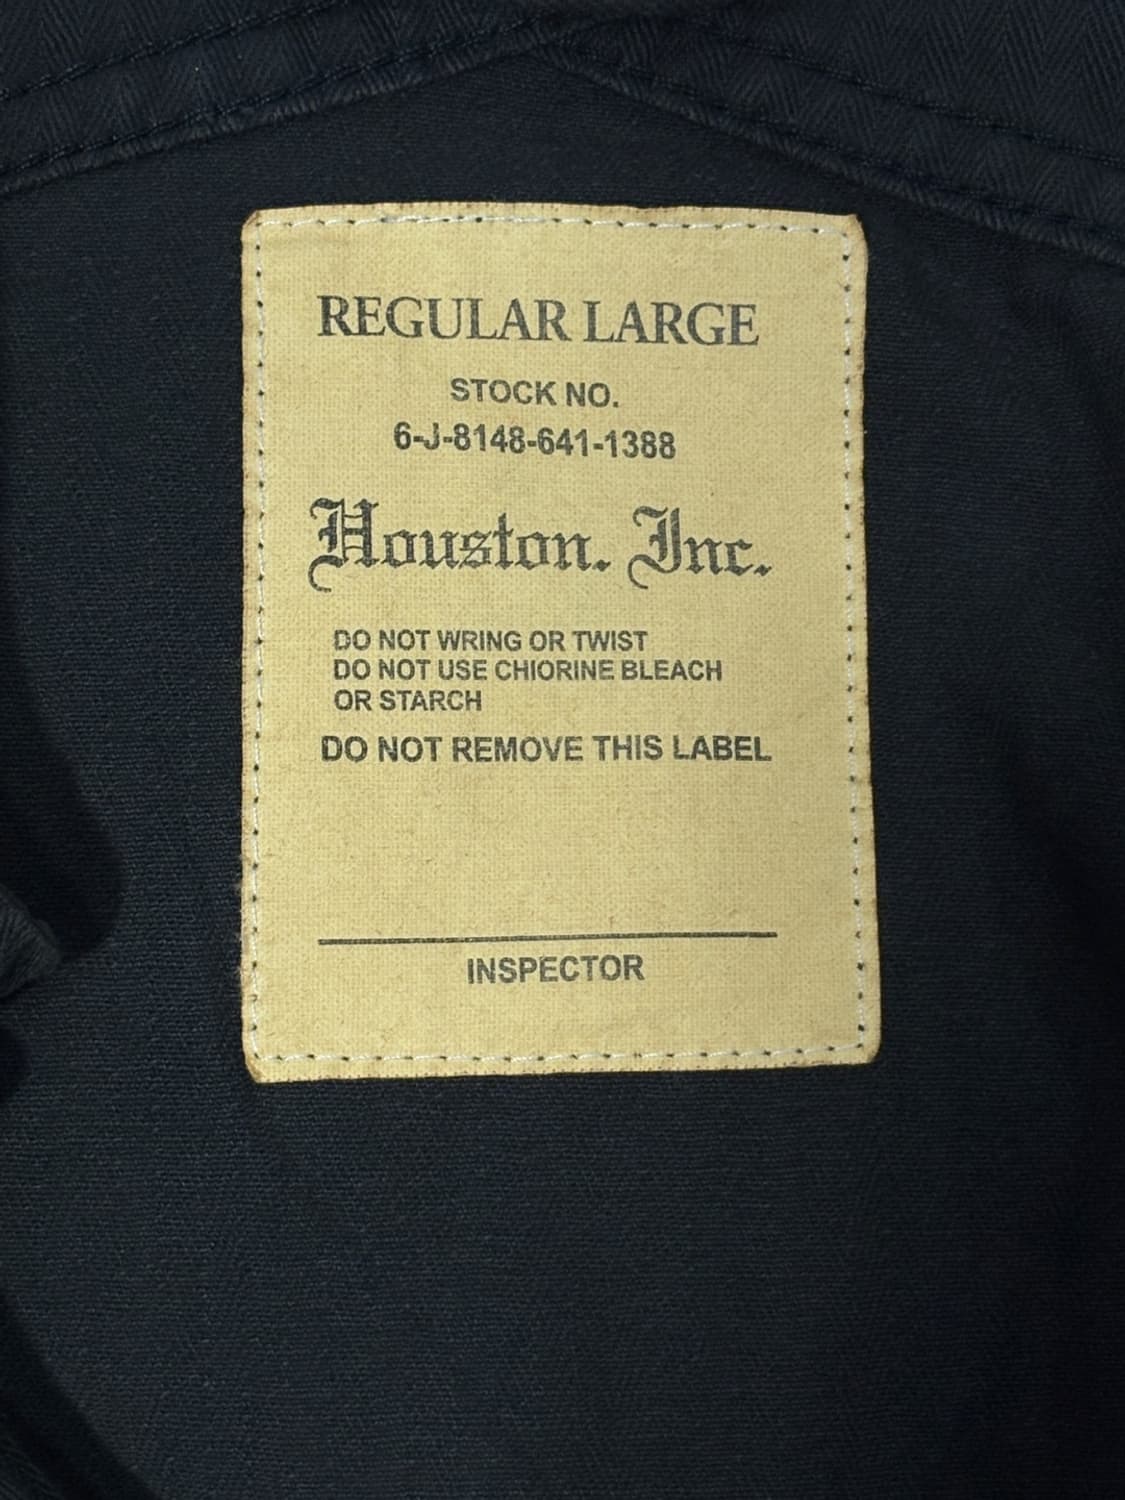 REGULAR LARGE
STOCK NO.
6-J-8148-641-1388
Houston. Inc.
DO NOT WRING OR TWIST
DO NOT USE CHIORINE BLEACH
OR STARCH
DO NOT REMOVE THIS LABEL
INSPECTOR